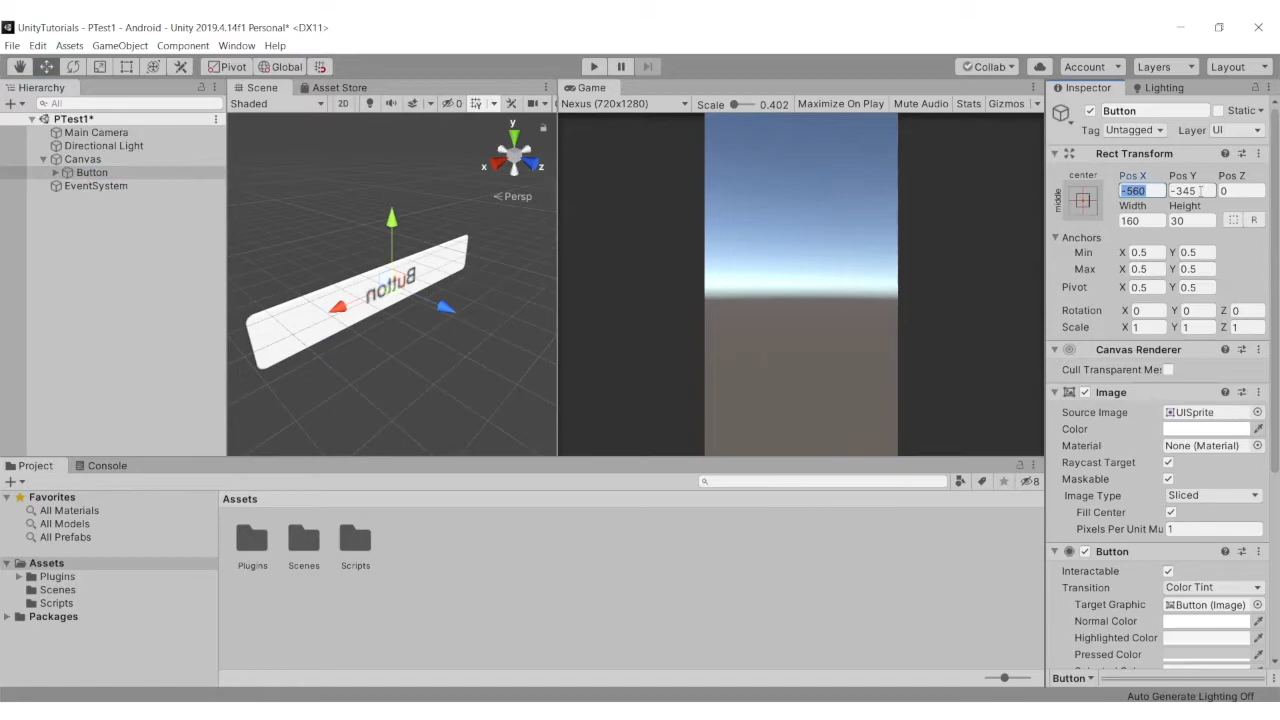 UnityTutorials - PTest1 - Android - Unity 2019.4.14f1 Personal* <DX11>
File Edit Assets GameObject Component Window Help
Pivot Global Collab Account Layers Layout
Hierarchy Scene Asset Store Game Inspector Lighting
All Shaded 2D 0 Nexus (720x1280) Scale 0.402 Maximize On Play Mute Audio Stats Gizmos
Button Static
PTest1*
Tag Untagged Layer UI
Main Camera
Directional Light
Canvas
Button
EventSystem
y
x
z
Persp
Button
Rect Transform
center
middle
Pos X Pos Y Pos Z
-560 -345 0
Width Height
160 30
R
Anchors
Min X 0.5 Y 0.5
Max X 0.5 Y 0.5
Pivot X 0.5 Y 0.5
Rotation X 0 Y 0 Z 0
Scale X 1 Y 1 Z 1
Canvas Renderer
Cull Transparent Me
Image
Source Image UISprite
Color
Material None (Material)
Raycast Target
Maskable
Image Type Sliced
Fill Center
Pixels Per Unit Mu 1
Button
Interactable
Transition Color Tint
Target Graphic Button (Image)
Normal Color
Highlighted Color
Pressed Color
Button
Project Console
8
Favorites
All Materials
All Models
All Prefabs
Assets
Plugins
Scenes
Scripts
Packages
Assets
Plugins Scenes Scripts
Auto Generate Lighting Off